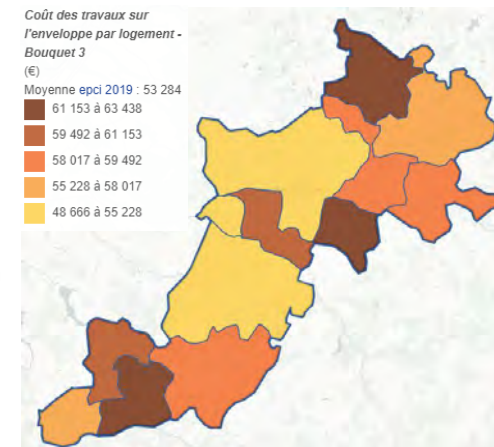 Coût des travaux sur
l'enveloppe par logement -
Bouquet 3
(€)
Moyenne epci 2019 : 53 284
61 153 à 63 438
59 492 à 61 153
58 017 à 59 492
55 228 à 58 017
48 666 à 55 228